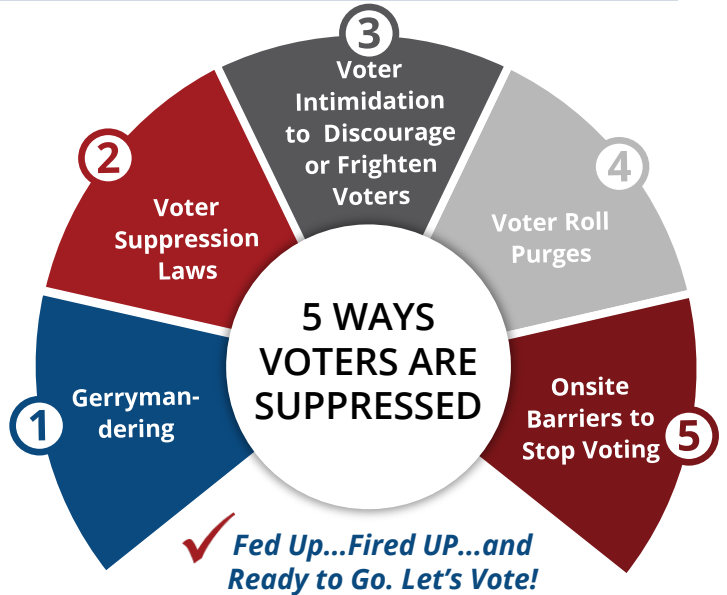 5 WAYS
VOTERS ARE
SUPPRESSED
1
Gerryman-
dering
2
Voter
Suppression
Laws
3
Voter
Intimidation
to Discourage
or Frighten
Voters
4
Voter Roll
Purges
5
Onsite
Barriers to
Stop Voting
Fed Up...Fired UP...and
Ready to Go. Let's Vote!